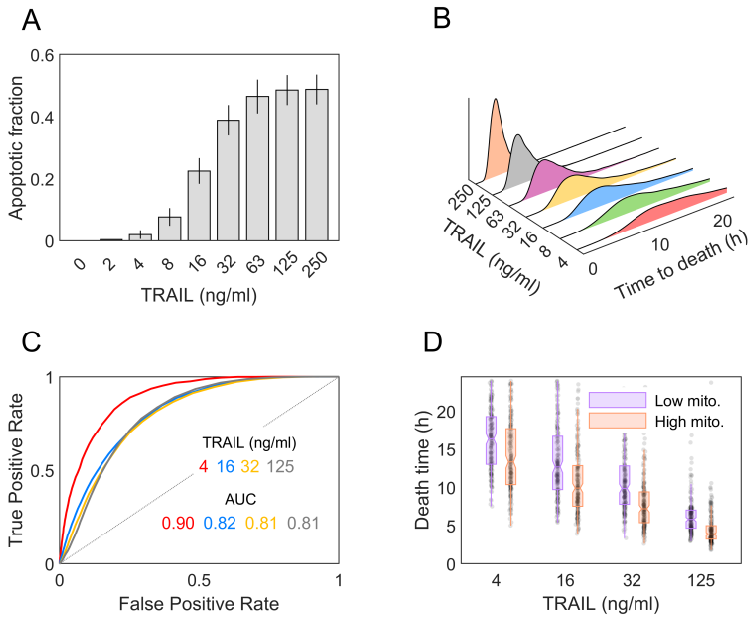 A
0.6
0.4
0.2
0
Apoptotic fraction
0 2 4 8 16 32 63 125 250
TRAIL (ng/ml)
B
250 125 63 32 16 8 4
TRAIL (ng/ml)
0 10 20
Time to death (h)
C
1
0.5
0
True Positive Rate
TRAIL (ng/ml)
4 16 32 125
AUC
0.90 0.82 0.81 0.81
0 0.5 1
False Positive Rate
D
20
15
10
5
0
Death time (h)
Low mito.
High mito.
4 16 32 125
TRAIL (ng/ml)